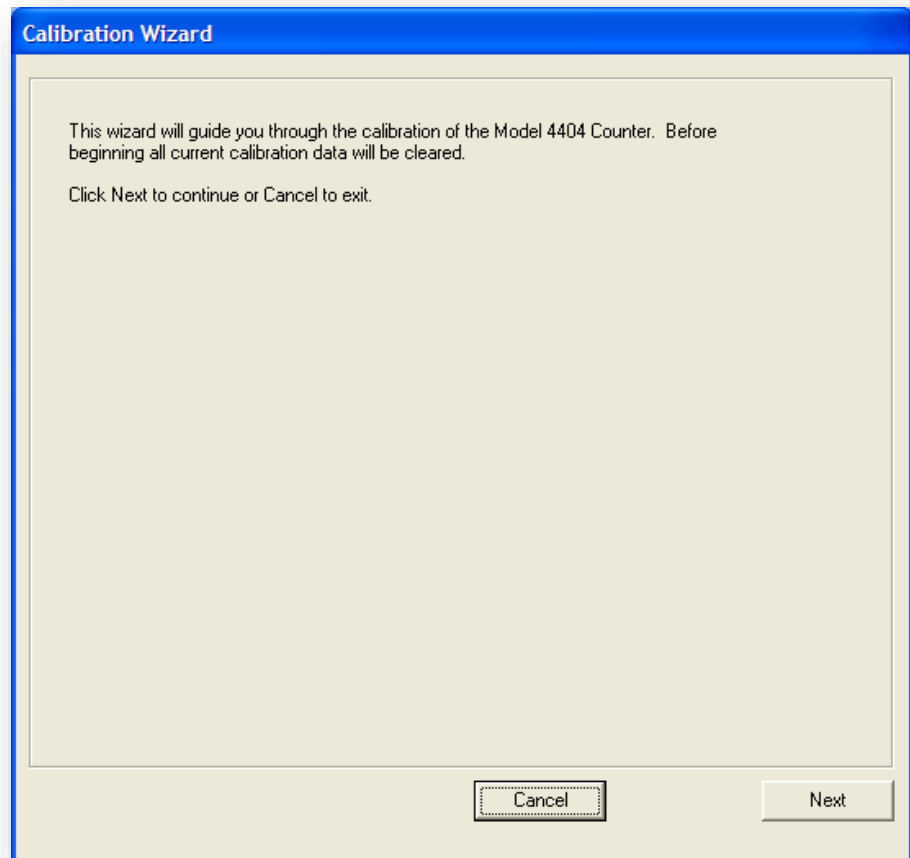 Calibration Wizard
This wizard will guide you through the calibration of the Model 4404 Counter.  Before
beginning all current calibration data will be cleared.
Click Next to continue or Cancel to exit.
Cancel
Next